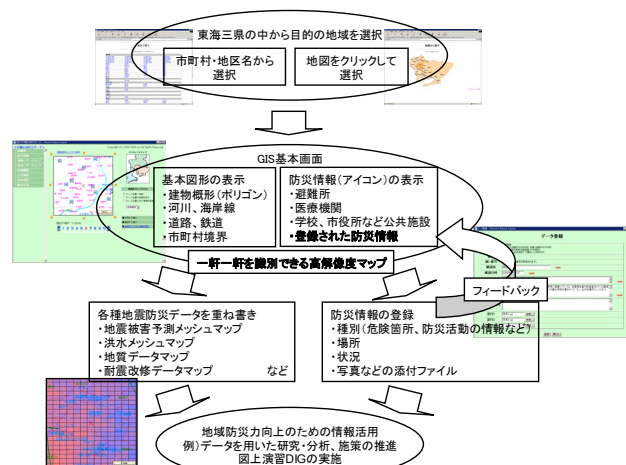 東海三県の中から目的の地域を選択
市町村・地区名から
選択
地図をクリックして
選択
GIS基本画面
基本図形の表示
・建物概形(ポリゴン)
・河川、海岸線
・道路、鉄道
・市町村境界
防災情報(アイコン)の表示
・避難所
・医療機関
・学校、市役所など公共施設
・登録された防災情報
一軒一軒を識別できる高解像度マップ
データ登録
フィードバック
各種地震防災データを重ね書き
・地震被害予測メッシュマップ
・洪水メッシュマップ
・地質データマップ
・耐震改修データマップ など
防災情報の登録
・種別(危険箇所、防災活動の情報など)
・場所
・状況
・写真などの添付ファイル
地域防災力向上のための情報活用
例)データを用いた研究・分析、施策の推進
図上演習DIGの実施